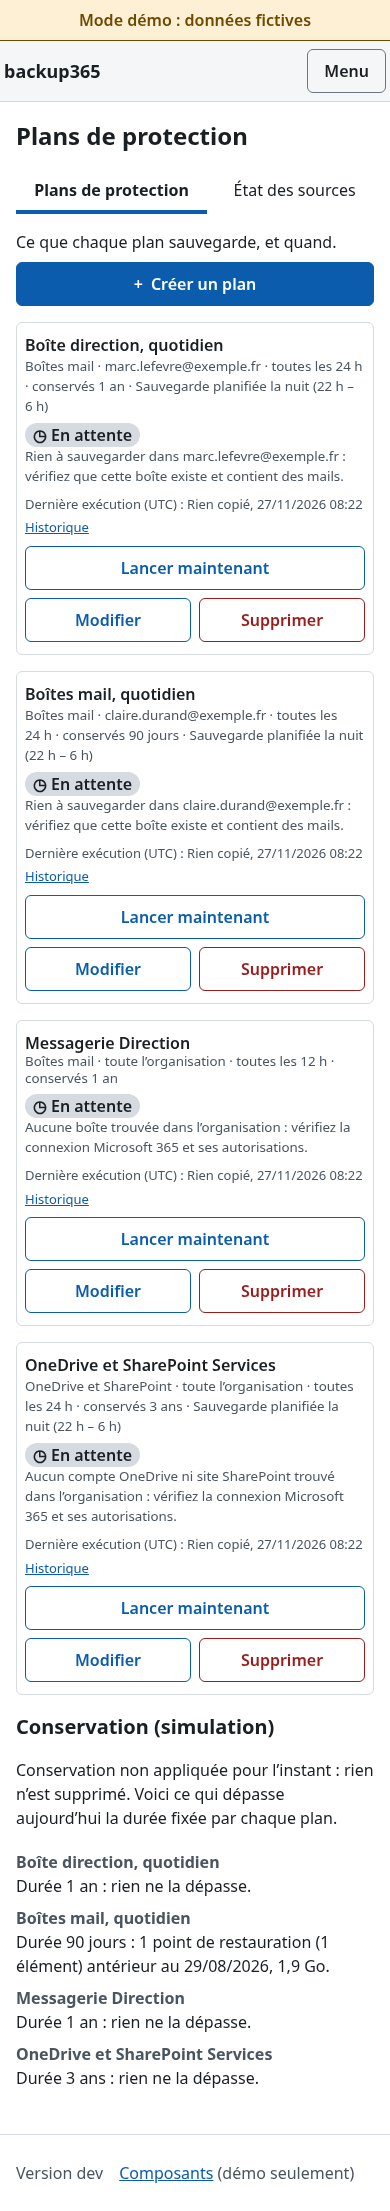 Mode démo : données fictives
backup365
Menu
Plans de protection
Plans de protection
État des sources
Ce que chaque plan sauvegarde, et quand.
+ Créer un plan
Boîte direction, quotidien
Boîtes mail · marc.lefevre@exemple.fr · toutes les 24 h
· conservés 1 an · Sauvegarde planifiée la nuit (22 h –
6 h)
En attente
Rien à sauvegarder dans marc.lefevre@exemple.fr :
vérifiez que cette boîte existe et contient des mails.
Dernière exécution (UTC) : Rien copié, 27/11/2026 08:22
Historique
Lancer maintenant
Modifier
Supprimer
Boîtes mail, quotidien
Boîtes mail · claire.durand@exemple.fr · toutes les
24 h · conservés 90 jours · Sauvegarde planifiée la nuit
(22 h – 6 h)
En attente
Rien à sauvegarder dans claire.durand@exemple.fr :
vérifiez que cette boîte existe et contient des mails.
Dernière exécution (UTC) : Rien copié, 27/11/2026 08:22
Historique
Lancer maintenant
Modifier
Supprimer
Messagerie Direction
Boîtes mail · toute l’organisation · toutes les 12 h ·
conservés 1 an
En attente
Aucune boîte trouvée dans l’organisation : vérifiez la
connexion Microsoft 365 et ses autorisations.
Dernière exécution (UTC) : Rien copié, 27/11/2026 08:22
Historique
Lancer maintenant
Modifier
Supprimer
OneDrive et SharePoint Services
OneDrive et SharePoint · toute l’organisation · toutes
les 24 h · conservés 3 ans · Sauvegarde planifiée la
nuit (22 h – 6 h)
En attente
Aucun compte OneDrive ni site SharePoint trouvé
dans l’organisation : vérifiez la connexion Microsoft
365 et ses autorisations.
Dernière exécution (UTC) : Rien copié, 27/11/2026 08:22
Historique
Lancer maintenant
Modifier
Supprimer
Conservation (simulation)
Conservation non appliquée pour l’instant : rien
n’est supprimé. Voici ce qui dépasse
aujourd’hui la durée fixée par chaque plan.
Boîte direction, quotidien
Durée 1 an : rien ne la dépasse.
Boîtes mail, quotidien
Durée 90 jours : 1 point de restauration (1
élément) antérieur au 29/08/2026, 1,9 Go.
Messagerie Direction
Durée 1 an : rien ne la dépasse.
OneDrive et SharePoint Services
Durée 3 ans : rien ne la dépasse.
Version dev Composants (démo seulement)